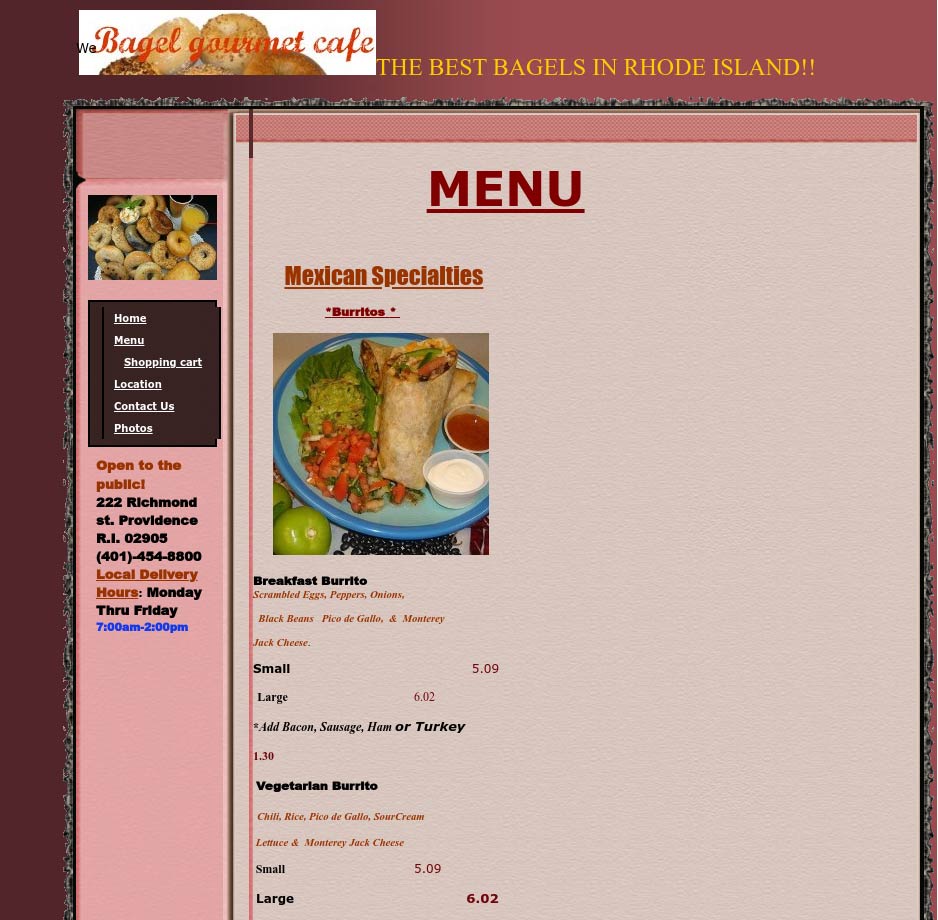 We Bagel gourmet cafe
THE BEST BAGELS IN RHODE ISLAND!!
MENU
Home
Menu
Shopping cart
Location
Contact Us
Photos
Open to the
public!
222 Richmond
st. Providence
R.I. 02905
(401)-454-8800
Local Delivery
Hours: Monday
Thru Friday
7:00am-2:00pm
Mexican Specialties
*Burritos *
Breakfast Burrito
Scrambled Eggs, Peppers, Onions,
Black Beans Pico de Gallo, & Monterey
Jack Cheese.
Small 5.09
Large 6.02
*Add Bacon, Sausage, Ham or Turkey
1.30
Vegetarian Burrito
Chili, Rice, Pico de Gallo, SourCream
Lettuce & Monterey Jack Cheese
Small 5.09
Large 6.02